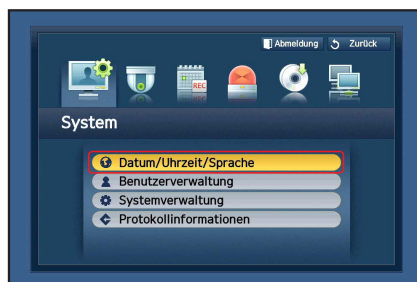 Abmeldung Zurück
REC
System
Datum/Uhrzeit/Sprache
Benutzerverwaltung
Systemverwaltung
Protokollinformationen